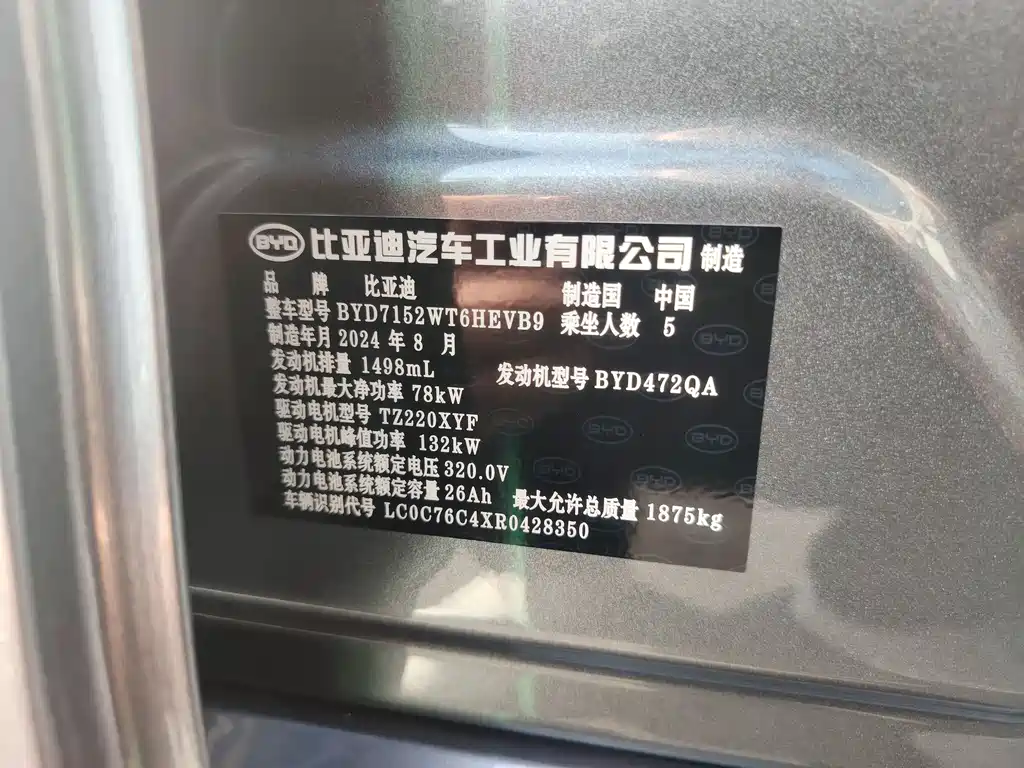 BYD 比亚迪汽车工业有限公司 制造
品 牌 比亚迪 制造国 中国
整车型号 BYD7152WT6HEVB9 乘坐人数 5
制造年月 2024 年 8 月
发动机排量 1498mL 发动机型号 BYD472QA
发动机最大净功率 78kW
驱动电机型号 TZ220XYF
驱动电机峰值功率 132kW
动力电池系统额定电压 320.0V
动力电池系统额定容量 26Ah 最大允许总质量 1875kg
车辆识别代号 LC0C76C4XR0428350